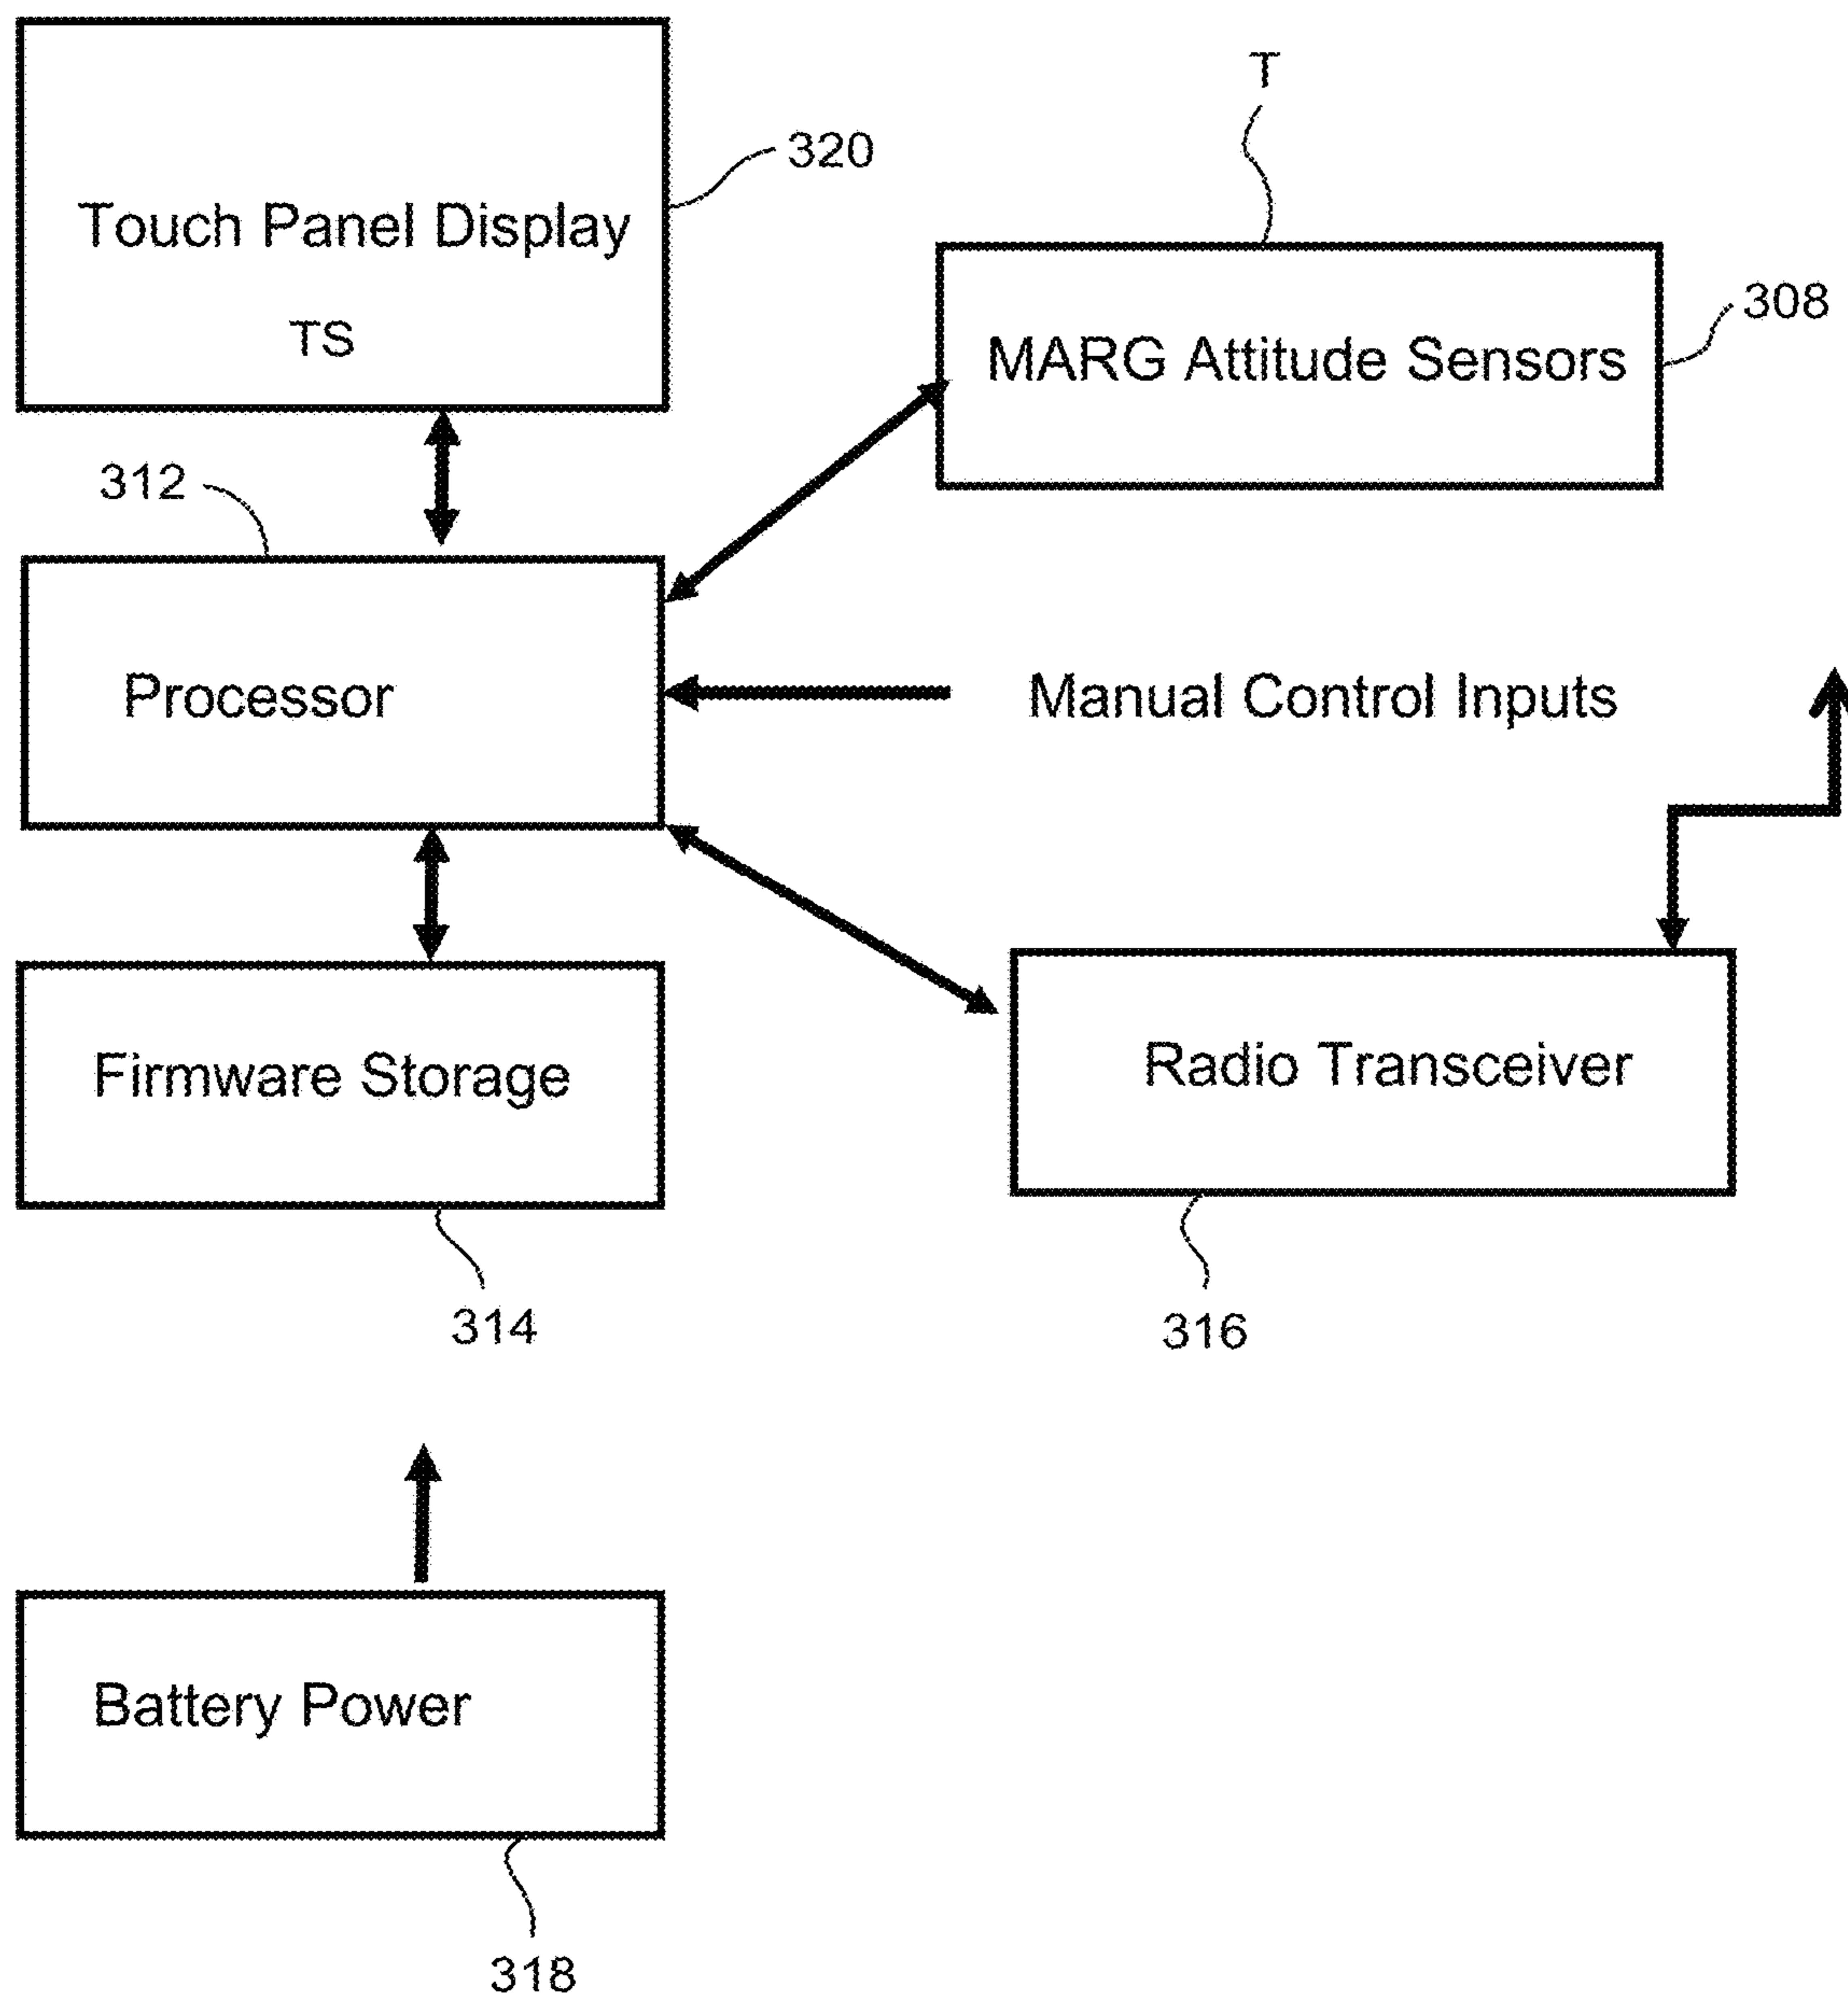 T
320
Touch Panel Display
TS
308
MARG Attitude Sensors
312
Processor
Manual Control Inputs
Firmware Storage
Radio Transceiver
314
316
Battery Power
318